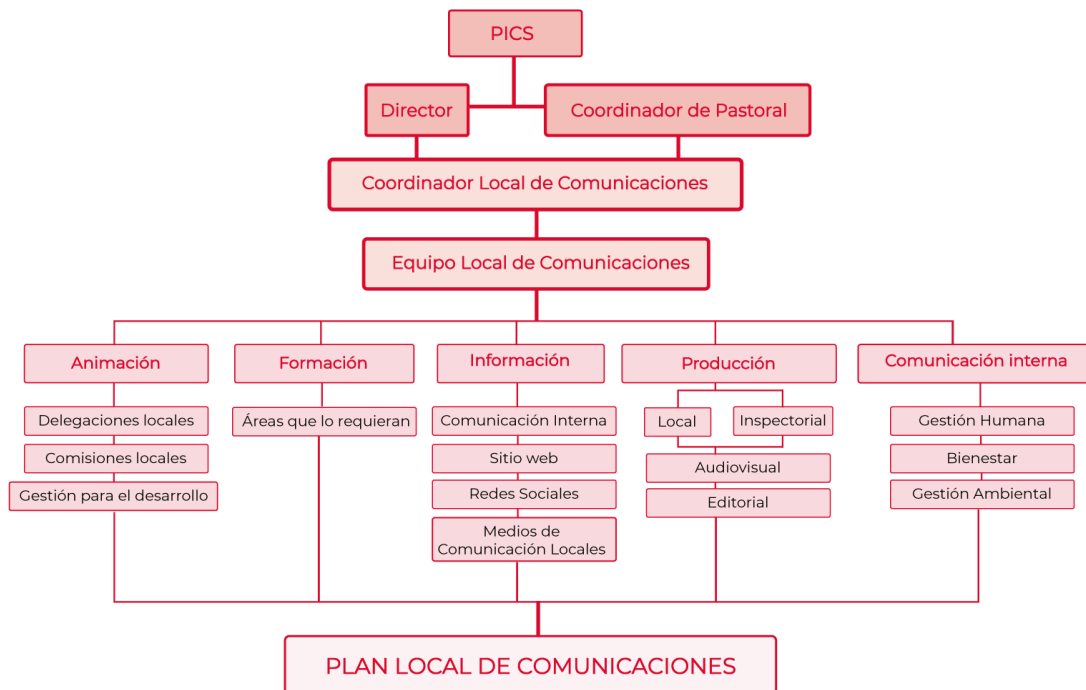 PICS
Director
Coordinador de Pastoral
Coordinador Local de Comunicaciones
Equipo Local de Comunicaciones
Animación
Formación
Información
Producción
Comunicación interna
Delegaciones locales
Comisiones locales
Gestión para el desarrollo
Áreas que lo requieran
Comunicación Interna
Sitio web
Redes Sociales
Medios de
Comunicación Locales
Local
Inspectorial
Audiovisual
Editorial
Gestión Humana
Bienestar
Gestión Ambiental
PLAN LOCAL DE COMUNICACIONES